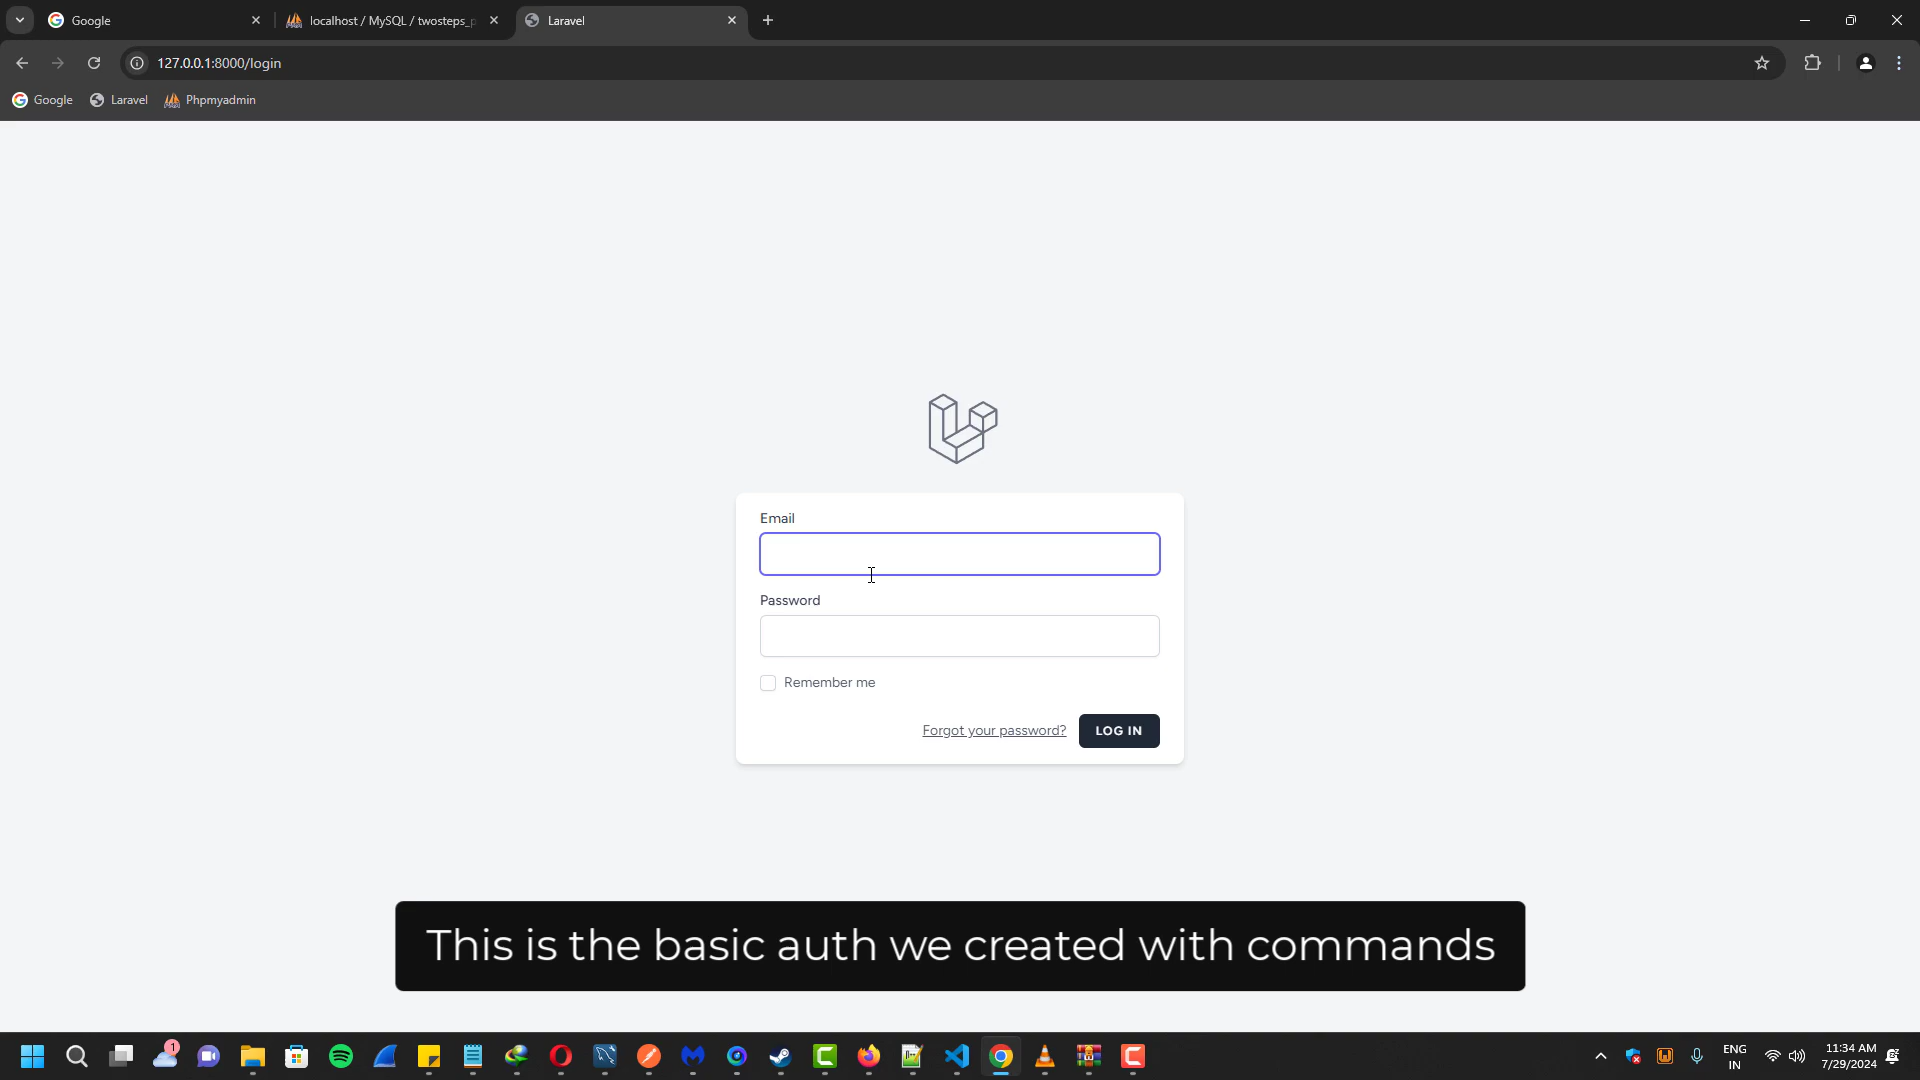 Google
localhost / MySQL / twosteps_p
Laravel
127.0.0.1:8000/login
Google
Laravel
Phpmyadmin
Email
Password
Remember me
Forgot your password?
LOG IN
This is the basic auth we created with commands
1
ENG
IN
11:34 AM
7/29/2024